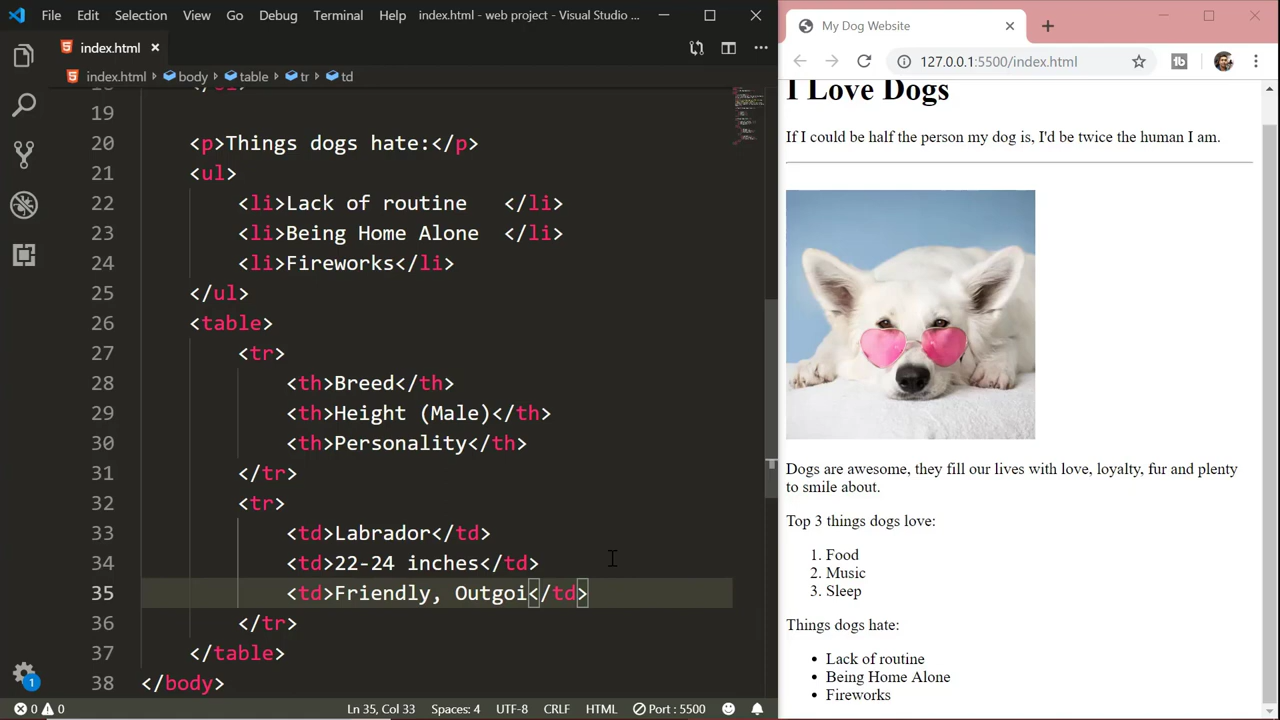 File Edit Selection View Go Debug Terminal Help index.html - web project - Visual Studio ...
index.html
index.html body table tr td
19
20 <p>Things dogs hate:</p>
21 <ul>
22 <li>Lack of routine   </li>
23 <li>Being Home Alone  </li>
24 <li>Fireworks</li>
25 </ul>
26 <table>
27 <tr>
28 <th>Breed</th>
29 <th>Height (Male)</th>
30 <th>Personality</th>
31 </tr>
32 <tr>
33 <td>Labrador</td>
34 <td>22-24 inches</td>
35 <td>Friendly, Outgoi</td>
36 </tr>
37 </table>
38 </body>
1
0 0 Ln 35, Col 33 Spaces: 4 UTF-8 CRLF HTML Port : 5500
My Dog Website
127.0.0.1:5500/index.html
I Love Dogs
If I could be half the person my dog is, I'd be twice the human I am.
Dogs are awesome, they fill our lives with love, loyalty, fur and plenty
to smile about.
Top 3 things dogs love:
1. Food
2. Music
3. Sleep
Things dogs hate:
• Lack of routine
• Being Home Alone
• Fireworks